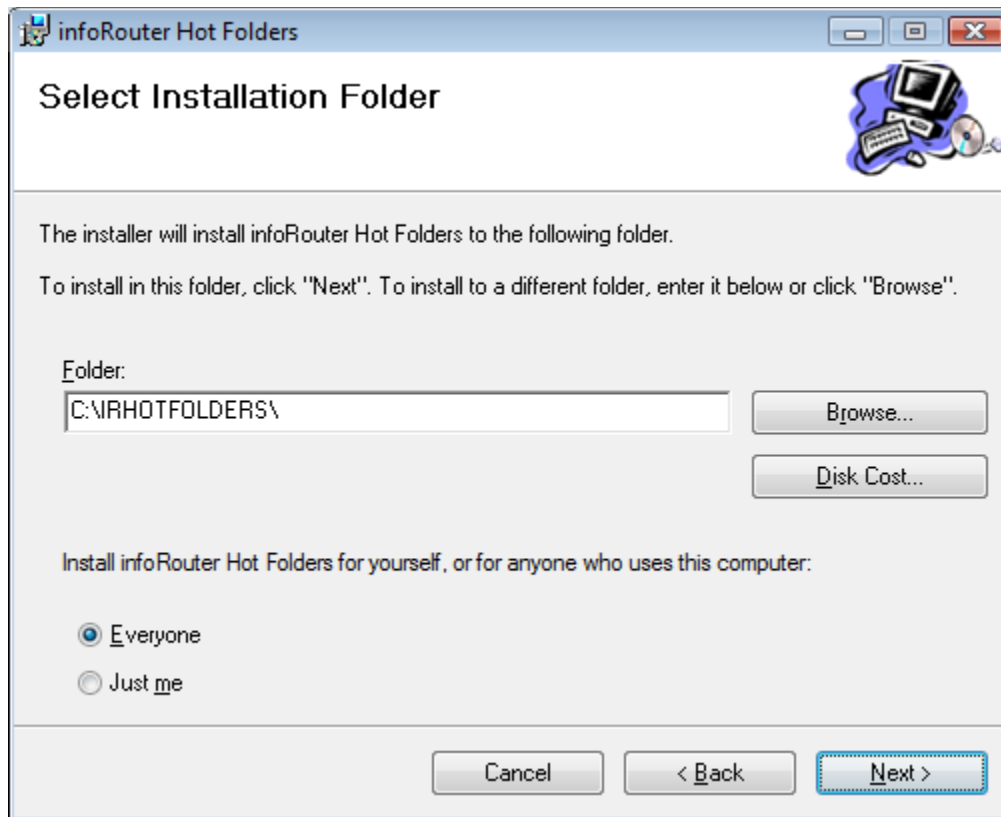 infoRouter Hot Folders
Select Installation Folder
The installer will install infoRouter Hot Folders to the following folder.
To install in this folder, click "Next". To install to a different folder, enter it below or click "Browse".
Folder:
C:\IRHOTFOLDERS\
Browse...
Disk Cost...
Install infoRouter Hot Folders for yourself, or for anyone who uses this computer:
Everyone
Just me
Cancel
< Back
Next >